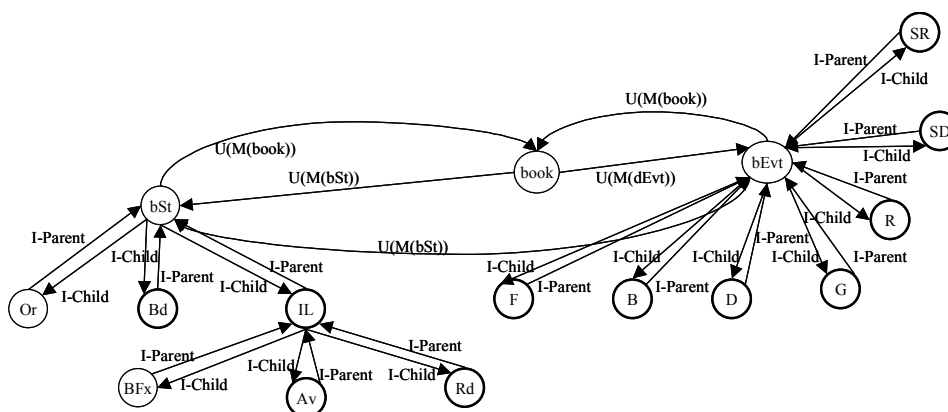 SR
I-Parent
I-Child
U(M(book))
SD
I-Parent
U(M(book))
bEvt
I-Child
book
U(M(bSt))
U(M(dEvt))
I-Parent
bSt
R
I-Child
I-Parent
U(M(bSt))
I-Parent
I-Child
I-Parent
I-Child
I-Child
I-Child
I-Child
I-Parent
I-Child
I-Parent
I-Child
I-Parent
I-Parent
Or
Bd
IL
F
B
D
G
I-Parent
I-Parent
I-Child
I-Child
I-Parent
I-Child
BFx
Av
Rd